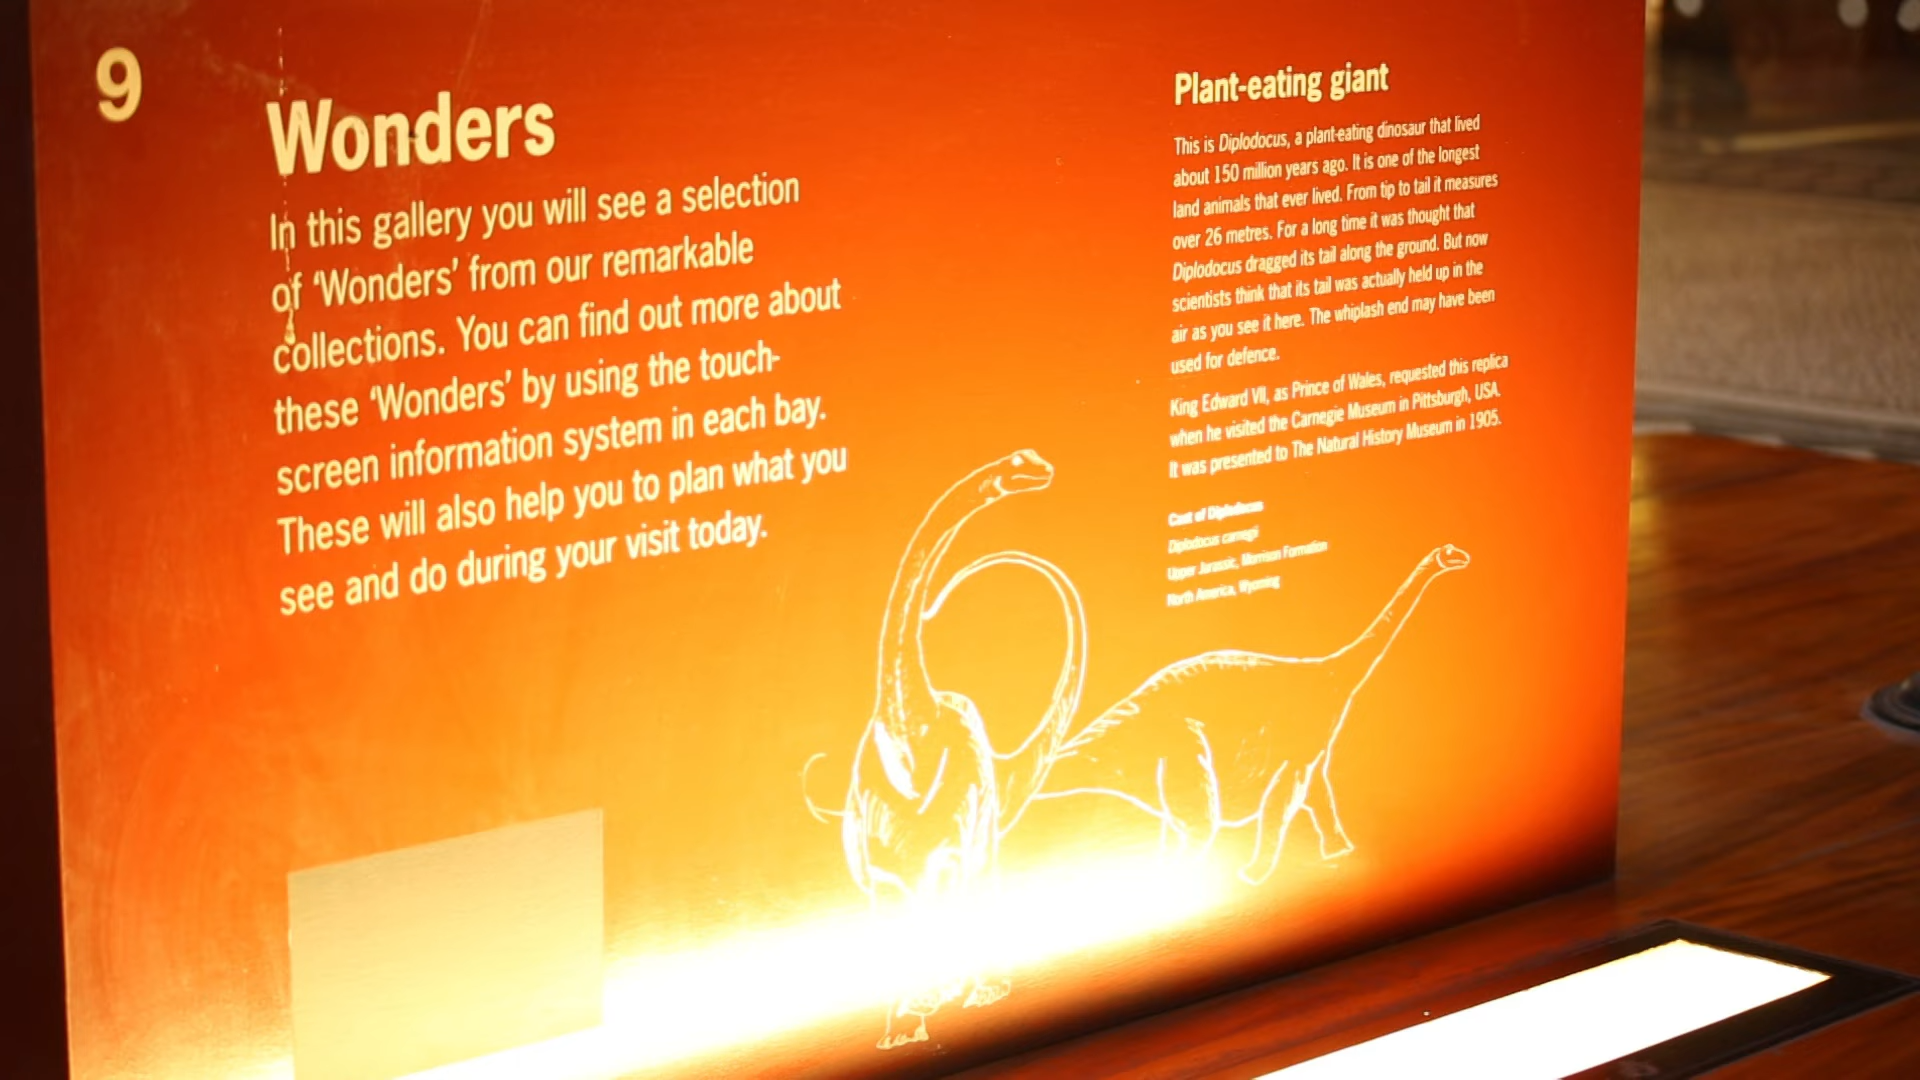 9
Wonders
In this gallery you will see a selection
of ‘Wonders’ from our remarkable
collections. You can find out more about
these ‘Wonders’ by using the touch-
screen information system in each bay.
These will also help you to plan what you
see and do during your visit today.
Plant-eating giant
This is Diplodocus, a plant-eating dinosaur that lived
about 150 million years ago. It is one of the longest
land animals that ever lived. From tip to tail it measures
over 26 metres. For a long time it was thought that
Diplodocus dragged its tail along the ground. But now
scientists think that its tail was actually held up in the
air as you see it here. The whiplash end may have been
used for defence.
King Edward VII, as Prince of Wales, requested this replica
when he visited the Carnegie Museum in Pittsburgh, USA.
It was presented to The Natural History Museum in 1905.
Cast of Diplodocus
Diplodocus carnegii
Upper Jurassic, Morrison Formation
North America, Wyoming